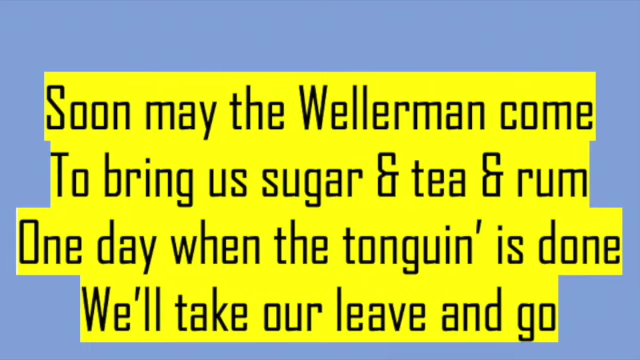 Soon may the Wellerman come
To bring us sugar & tea & rum
One day when the tonguin' is done
We'll take our leave and go